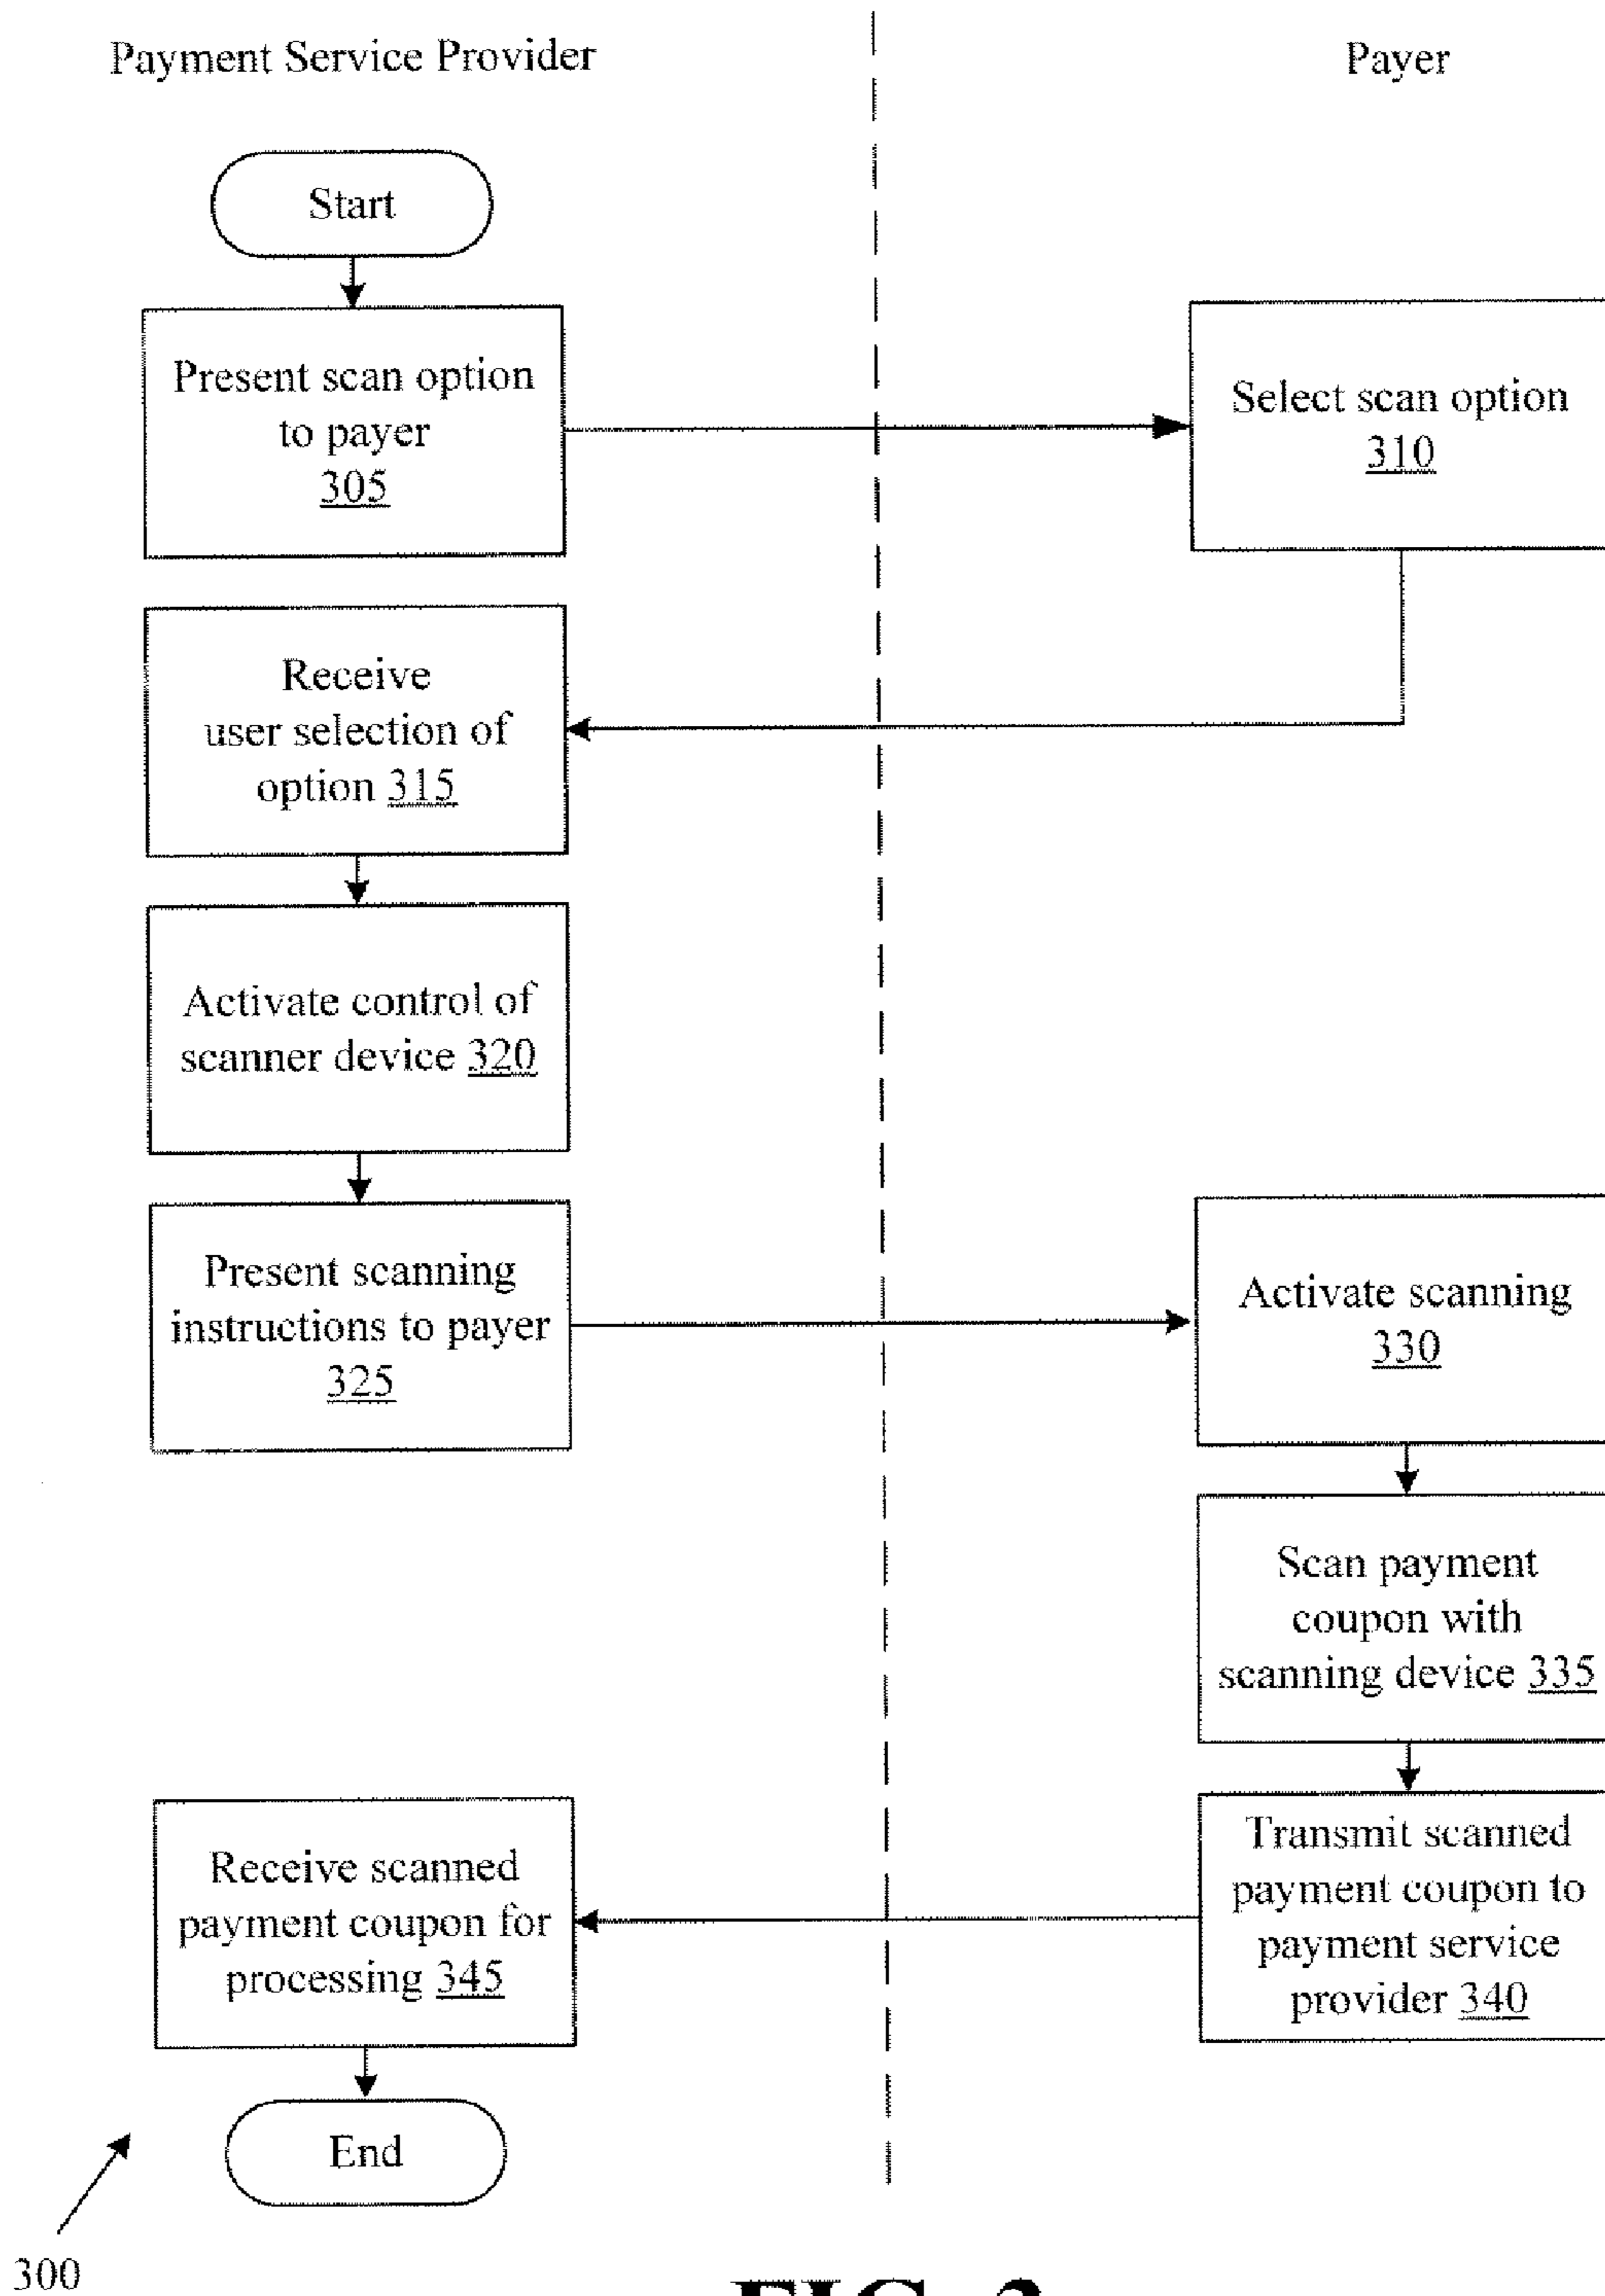 Payment Service Provider
Payer
Start
Present scan option
to payer
305
Select scan option
310
Receive
user selection of
option 315
Activate control of
scanner device 320
Present scanning
instructions to payer
325
Activate scanning
330
Scan payment
coupon with
scanning device 335
Transmit scanned
payment coupon to
payment service
provider 340
Receive scanned
payment coupon for
processing 345
End
300